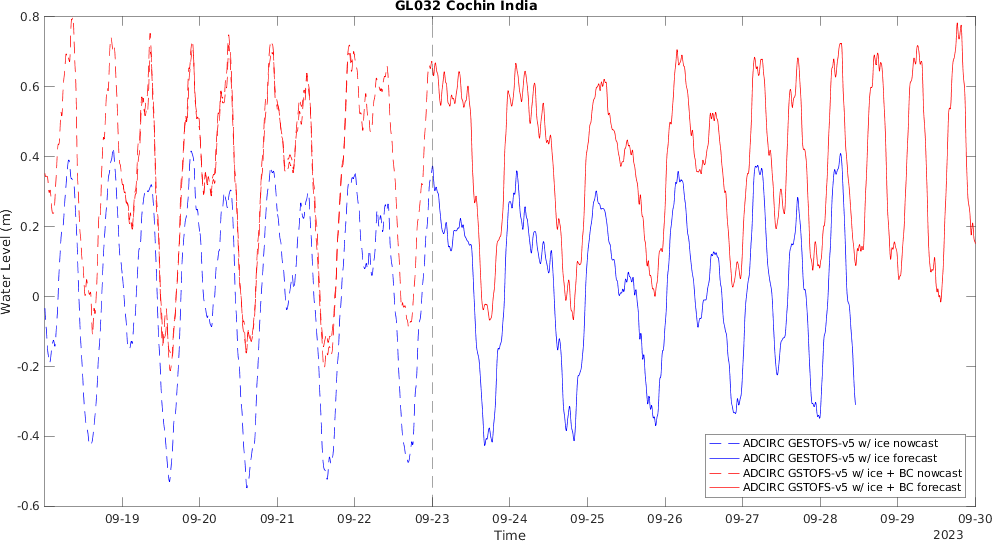 GL032 Cochin India
0.8
0.6
0.4
0.2
0
-0.2
-0.4
-0.6
Water Level (m)
ADCIRC GESTOFS-v5 w/ ice nowcast
ADCIRC GESTOFS-v5 w/ ice forecast
ADCIRC GSTOFS-v5 w/ ice + BC nowcast
ADCIRC GSTOFS-v5 w/ ice + BC forecast
09-19 09-20 09-21 09-22 09-23 09-24 09-25 09-26 09-27 09-28 09-29 09-30
Time
2023